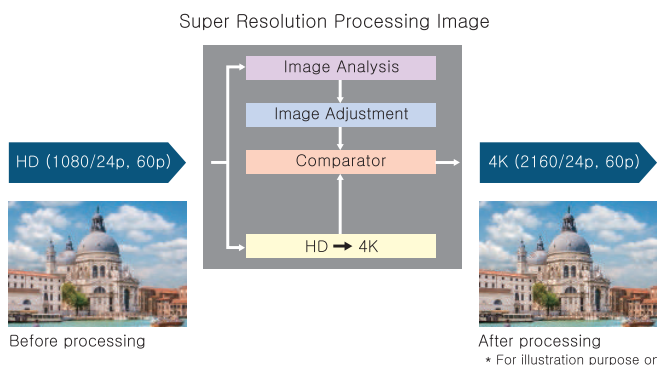 Super Resolution Processing Image
Image Analysis
Image Adjustment
HD (1080/24p, 60p)
Comparator
4K (2160/24p, 60p)
HD → 4K
Before processing
After processing
* For illustration purpose